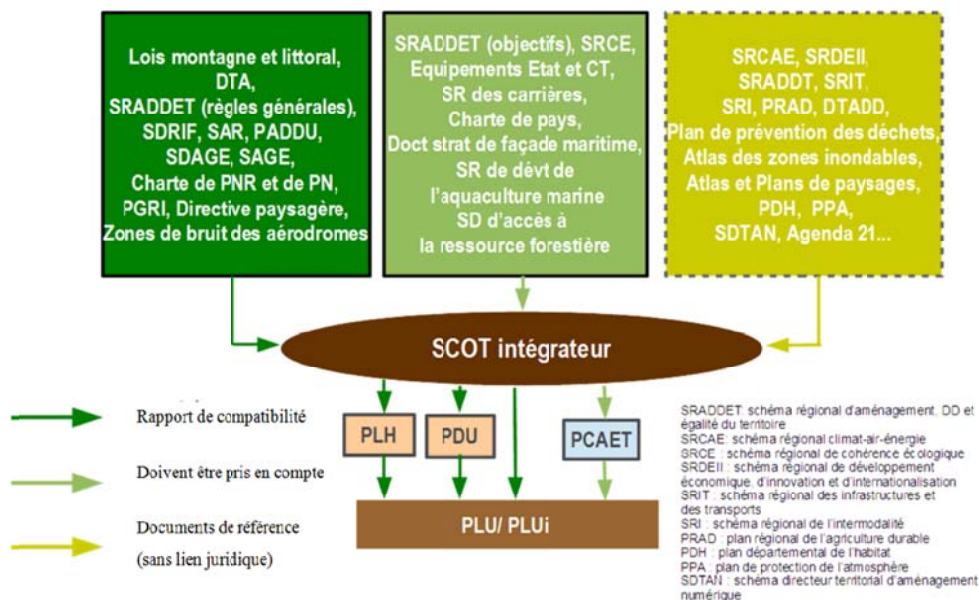 Lois montagne et littoral,
DTA,
SRADDET (règles générales),
SDRIF, SAR, PADDU,
SDAGE, SAGE,
Charte de PNR et de PN,
PGRI, Directive paysagère,
Zones de bruit des aérodromes
SRADDET (objectifs), SRCE,
Equipements Etat et CT,
SR des carrières,
Charte de pays,
Doct strat de façade maritime,
SR de dévt de
l'aquaculture marine
SD d'accès à
la ressource forestière
SRCAE, SRDEII,
SRADDT, SRIT,
SRI, PRAD, DTADD
Plan de prévention des déchets,
Atlas des zones inondables,
Atlas et Plans de paysages,
PDH, PPA,
SDTAN, Agenda 21...
SCOT intégrateur
Rapport de compatibilité
Doivent être pris en compte
Documents de référence
(sans lien juridique)
PLH
PDU
PCAET
PLU/ PLUi
SRADDET: schéma régional d'aménagement, DD et
égalité du territoire
SRCAE: schéma régional climat-air-énergie
SRCE : schéma régional de cohérence écologique
SRDEII : schéma régional de développement
économique, d'innovation et d'internationalisation
SRIT : schéma régional des infrastructures et
des transports
SRI : schéma régional de l'intermodalité
PRAD : plan régional de l'agriculture durable
PDH : plan départemental de l'habitat
PPA : plan de protection de l'atmosphère
SDTAN : schéma directeur territorial d'aménagement
numérique